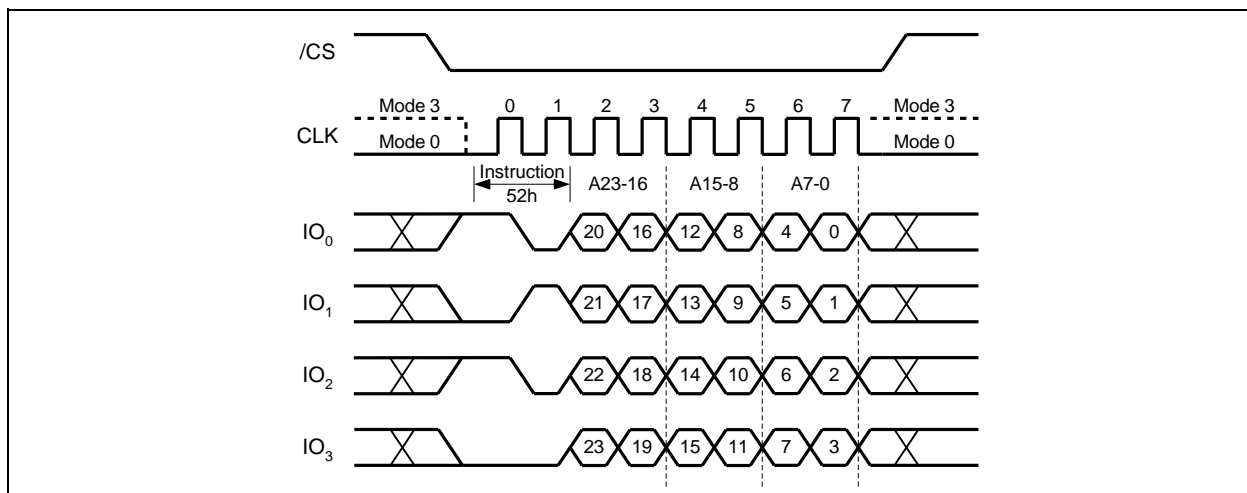 /CS
Mode 3 0 1 2 3 4 5 6 7 Mode 3
CLK
Mode 0 Mode 0
Instruction A23-16 A15-8 A7-0
52h
IO0 20 16 12 8 4 0
IO1 21 17 13 9 5 1
IO2 22 18 14 10 6 2
IO3 23 19 15 11 7 3